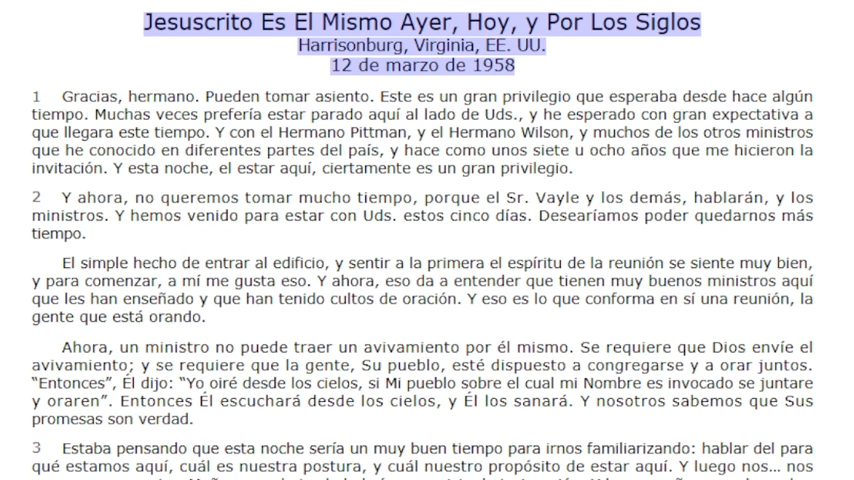 Jesuscrito Es El Mismo Ayer, Hoy, y Por Los Siglos
Harrisonburg, Virginia, EE. UU.
12 de marzo de 1958
1 Gracias, hermano. Pueden tomar asiento. Este es un gran privilegio que esperaba desde hace algún
tiempo. Muchas veces prefería estar parado aquí al lado de Uds., y he esperado con gran expectativa a
que llegara este tiempo. Y con el Hermano Pittman, y el Hermano Wilson, y muchos de los otros ministros
que he conocido en diferentes partes del país, y hace como unos siete u ocho años que me hicieron la
invitación. Y esta noche, el estar aquí, ciertamente es un gran privilegio.
2 Y ahora, no queremos tomar mucho tiempo, porque el Sr. Vayle y los demás, hablarán, y los
ministros. Y hemos venido para estar con Uds. estos cinco días. Desearíamos poder quedarnos más
tiempo.
El simple hecho de entrar al edificio, y sentir a la primera el espíritu de la reunión se siente muy bien,
y para comenzar, a mí me gusta eso. Y ahora, eso da a entender que tienen muy buenos ministros aquí
que les han enseñado y que han tenido cultos de oración. Y eso es lo que conforma en sí una reunión, la
gente que está orando.
Ahora, un ministro no puede traer un avivamiento por él mismo. Se requiere que Dios envíe el
avivamiento; y se requiere que la gente, Su pueblo, esté dispuesto a congregarse y a orar juntos.
“Entonces”, Él dijo: “Yo oiré desde los cielos, si Mi pueblo sobre el cual mi Nombre es invocado se juntare
y oraren”. Entonces Él escuchará desde los cielos, y Él los sanará. Y nosotros sabemos que Sus
promesas son verdad.
3 Estaba pensando que esta noche sería un muy buen tiempo para irnos familiarizando: hablar del para
qué estamos aquí, cuál es nuestra postura, y cuál nuestro propósito de estar aquí. Y luego nos... nos